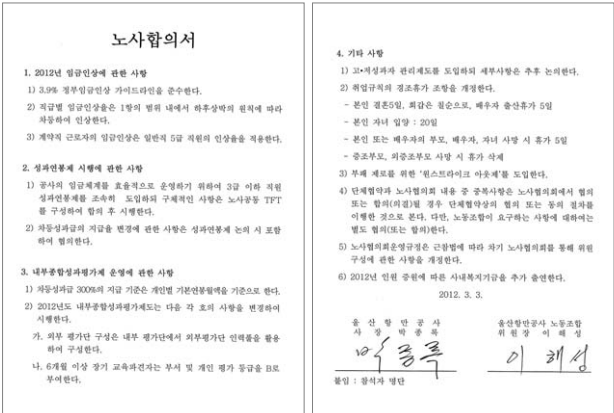 노사합의서
1. 2012년 임금인상에 관한 사항
1) 3.9% 정부임금인상 가이드라인을 준수한다.
2) 직급별 임금인상율은 1항의 범위 내에서 하후상박의 원칙에 따라
차등하여 인상한다.
3) 계약직 근로자의 임금인상은 일반직 5급 직원의 인상율을 적용한다.
2. 성과연봉제 시행에 관한 사항
1) 공사의 임금체계를 효율적으로 운영하기 위하여 3급 이하 직원
성과연봉제를 조속히 도입하되 구체적인 사항은 노사공동 TFT
를 구성하여 합의 후 시행한다.
2) 차등성과급의 지급율 변경에 관한 사항은 성과연봉제 논의 시 포함
하여 협의한다.
3. 내부종합성과평가제 운영에 관한 사항
1) 차등성과급 300%의 지급 기준은 개인별 기본연봉월액을 기준으로 한다.
2) 2012년도 내부종합성과평가제도는 다음 각 호의 사항을 변경하여
시행한다.
가. 외부 평가단 구성은 내부 평가단에서 외부평가단 인력풀을 활용
하여 구성한다.
나. 6개월 이상 장기 교육파견자는 부서 및 개인 평가 등급을 B로
부여한다.
4. 기타 사항
1) 고•저성과자 관리제도를 도입하되 세부사항은 추후 논의한다.
2) 취업규칙의 경조휴가 조항을 개정한다.
- 본인 결혼5일, 회갑은 칠순으로, 배우자 출산휴가 5일
- 본인 자녀 입양 : 20일
- 본인 또는 배우자의 부모, 배우자, 자녀 사망 시 휴가 5일
- 증조부모, 외증조부모 사망 시 휴가 삭제
3) 부패 제로를 위한 '원스트라이크 아웃제'를 도입한다.
4) 단체협약과 노사협의회 내용 중 중복사항은 노사협의회에서 협의
또는 합의(의결)될 경우 단체협약상의 협의 또는 동의 절차를
이행한 것으로 본다. 다만, 노동조합이 요구하는 사항에 대하여는
별도 협의(또는 합의)한다.
5) 노사협의회운영규정은 근참법에 따라 차기 노사협의회를 통해 위원
구성에 관한 사항을 개정한다.
6) 2012년 인원 증원에 따른 사내복지기금을 추가 출연한다.
2012. 3. 3.
울산항만공사
사장 박종록
박종록
울산항만공사 노동조합
위원장 이해성
이해성
붙임 : 참석자 명단